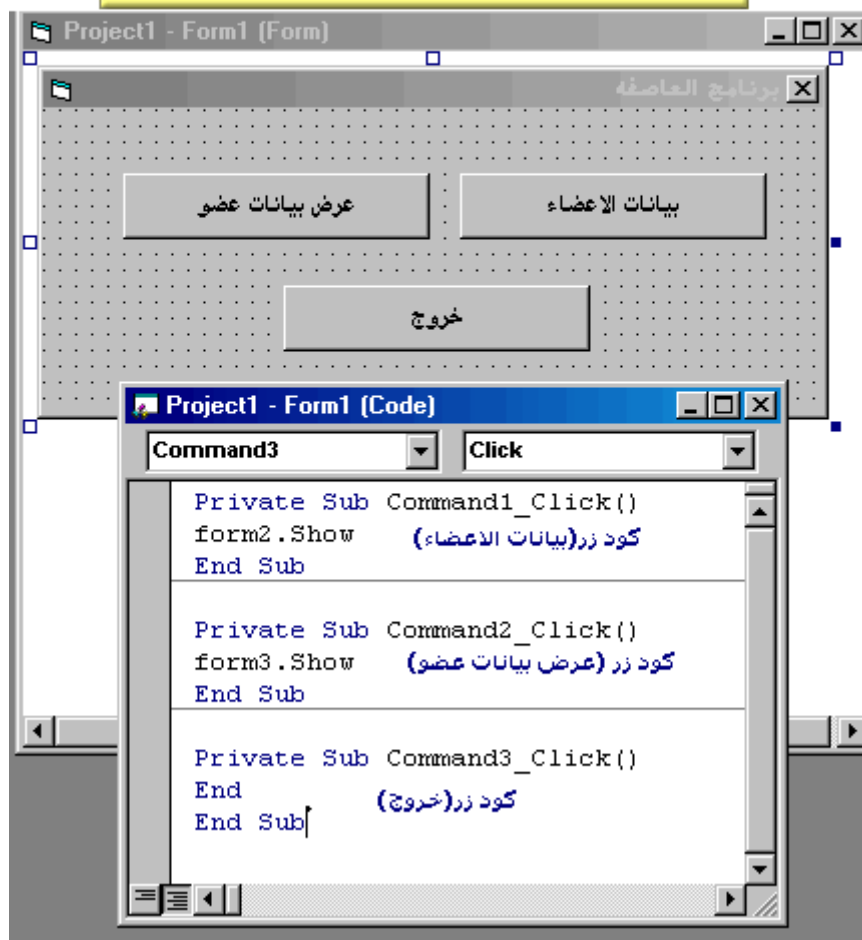 Project1 - Form1 (Form)
برنامج العاصفه
بيانات الاعضاء
عرض بيانات عضو
خروج
Project1 - Form1 (Code)
Command3
Click
Private Sub Command1_Click()
form2.Show كود زر(بيانات الاعضاء)
End Sub
Private Sub Command2_Click()
form3.Show كود زر (عرض بيانات عضو)
End Sub
Private Sub Command3_Click()
End
كود زر(خروج)
End Sub